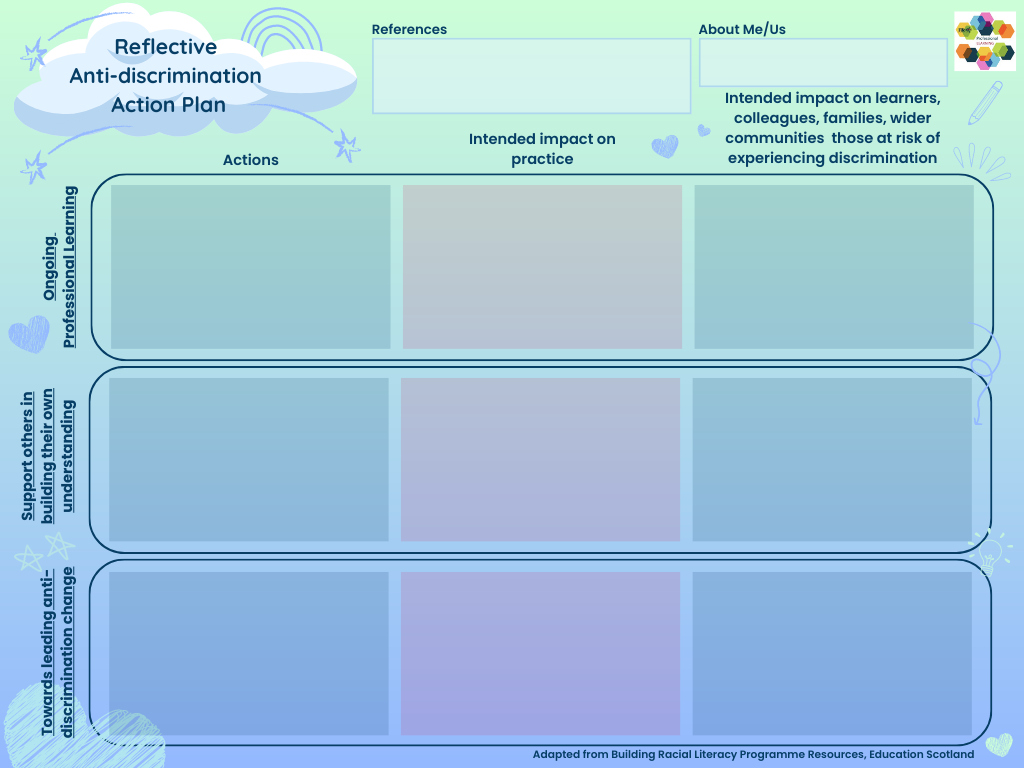 Reflective
Anti-discrimination
Action Plan
References
About Me/Us
Professional
LEARNING
Actions
Intended impact on
practice
Intended impact on learners,
colleagues, families, wider
communities  those at risk of
experiencing discrimination
Ongoing
Professional Learning
Support others in
building their own
understanding
Towards leading anti-
discrimination change
Adapted from Building Racial Literacy Programme Resources, Education Scotland